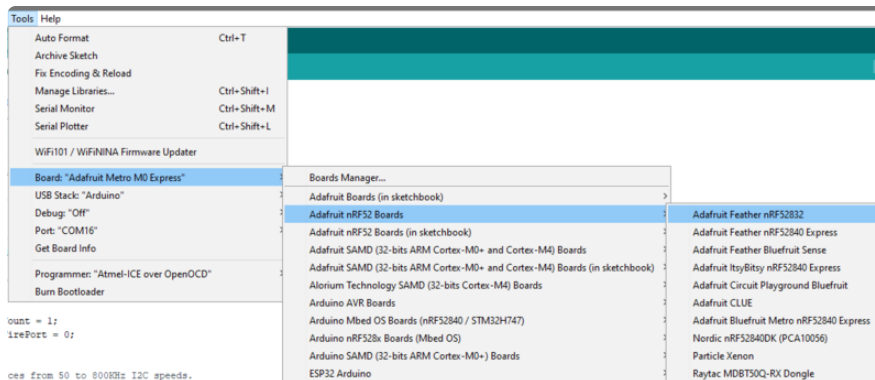 Tools Help
Auto Format Ctrl+T
Archive Sketch
Fix Encoding & Reload
Manage Libraries... Ctrl+Shift+I
Serial Monitor Ctrl+Shift+M
Serial Plotter Ctrl+Shift+L
WiFi101 / WiFiNINA Firmware Updater
Board: "Adafruit Metro M0 Express"
USB Stack: "Arduino"
Debug: "Off"
Port: "COM16"
Get Board Info
Programmer: "Atmel-ICE over OpenOCD"
Burn Bootloader
Boards Manager...
Adafruit Boards (in sketchbook)
Adafruit nRF52 Boards
Adafruit nRF52 Boards (in sketchbook)
Adafruit SAMD (32-bits ARM Cortex-M0+ and Cortex-M4) Boards
Adafruit SAMD (32-bits ARM Cortex-M0+ and Cortex-M4) Boards (in sketchbook)
Alorium Technology SAMD (32-bits Cortex-M4) Boards
Arduino AVR Boards
Arduino Mbed OS Boards (nRF52840 / STM32H747)
Arduino nRF528x Boards (Mbed OS)
Arduino SAMD (32-bits ARM Cortex-M0+) Boards
ESP32 Arduino
Adafruit Feather nRF52832
Adafruit Feather nRF52840 Express
Adafruit Feather Bluefruit Sense
Adafruit ItsyBitsy nRF52840 Express
Adafruit Circuit Playground Bluefruit
Adafruit CLUE
Adafruit Bluefruit Metro nRF52840 Express
Nordic nRF52840DK (PCA10056)
Particle Xenon
Raytac MDBT50Q-RX Dongle
ount = 1;
irePort = 0;
ces from 50 to 800KHz I2C speeds.